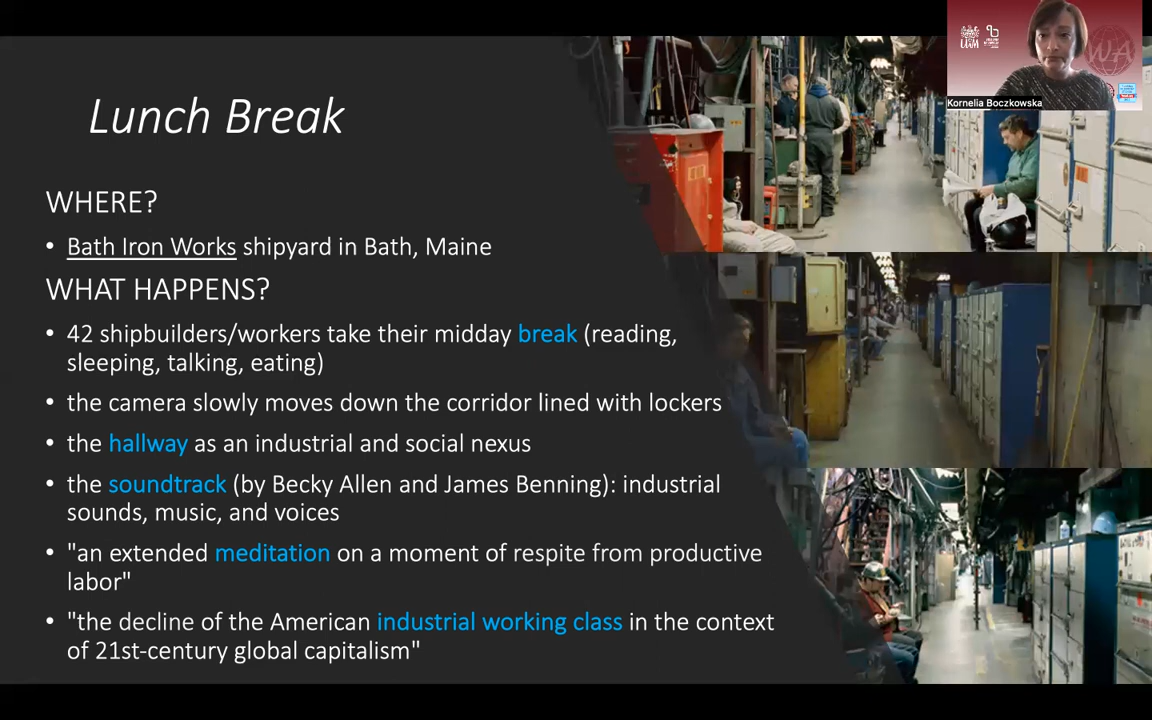 Lunch Break
WHERE?
• Bath Iron Works shipyard in Bath, Maine
WHAT HAPPENS?
• 42 shipbuilders/workers take their midday break (reading,
sleeping, talking, eating)
• the camera slowly moves down the corridor lined with lockers
• the hallway as an industrial and social nexus
• the soundtrack (by Becky Allen and James Benning): industrial
sounds, music, and voices
• "an extended meditation on a moment of respite from productive
labor"
• "the decline of the American industrial working class in the context
of 21st-century global capitalism"
WA
Kornelia Boczkowska